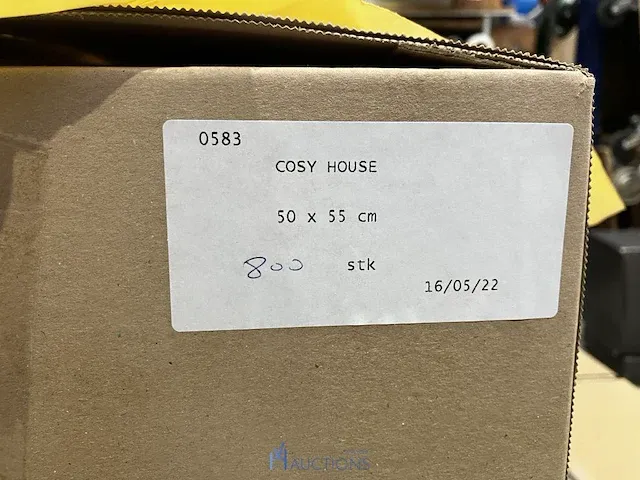 0583
COSY HOUSE
50 x 55 cm
800 stk
16/05/22
AUCTIONS